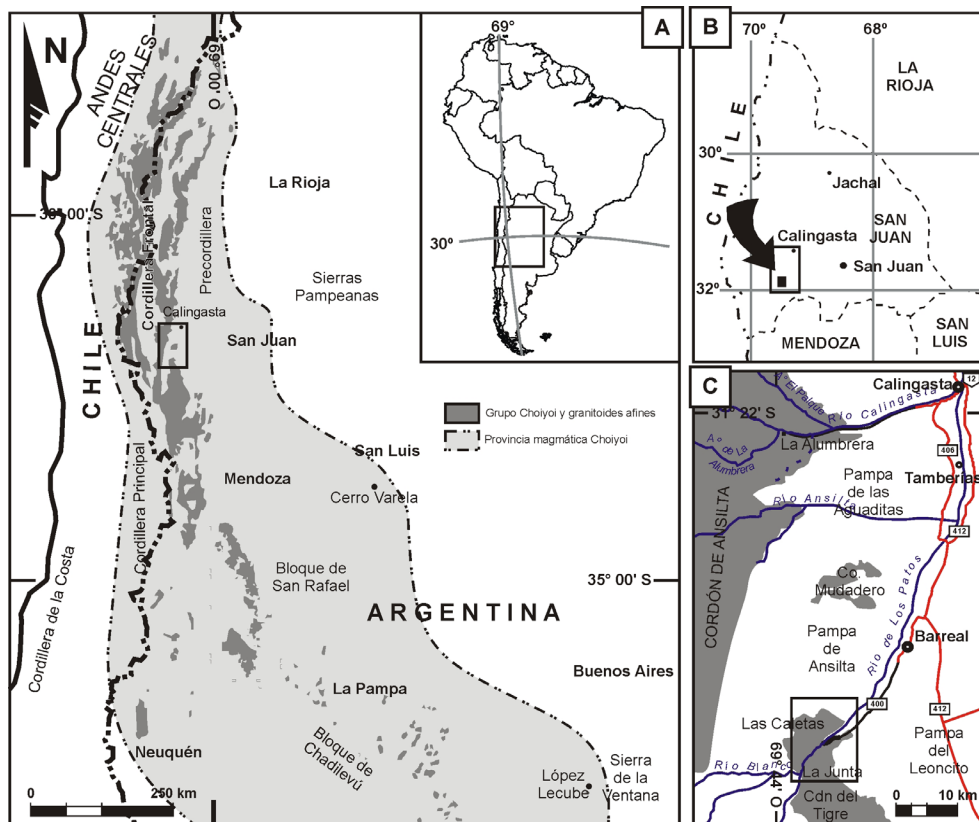 N
ANDES
CENTRALES
69° 00' O
30° 00' S
La Rioja
Cordillera Frontal
Precordillera
Sierras
Pampeanas
Calingasta
San Juan
CHILE
Grupo Choiyoi y granitoides afines
Provincia magmática Choiyoi
San Luis
Cerro Varela
Mendoza
Cordillera Principal
Bloque de
San Rafael
35° 00' S
ARGENTINA
Cordillera de la Costa
Buenos Aires
La Pampa
Neuquén
Bloque de
Chadilevú
López
Lecube
Sierra
de la
Ventana
0 250 km
A
69°
30°
B
70° 68°
LA
RIOJA
CHILE
30°
Jachal
SAN
JUAN
Calingasta
San Juan
32°
MENDOZA
SAN
LUIS
C
12
Calingasta
A° El Palque
Río Calingasta
31° 22' S
La Alumbrera
A° de La
Alumbrera
406
Tamberías
Pampa
de las
Aguaditas
Río Ansilta
412
CORDÓN DE ANSILTA
Co.
Mudadero
Río de Los Patos
Pampa
de
Ansilta
Barreal
400
412
Las Caletas
Pampa
del
Leoncito
Río Blanco
69° 44' O
La Junta
Cdn del
Tigre
0 10 km